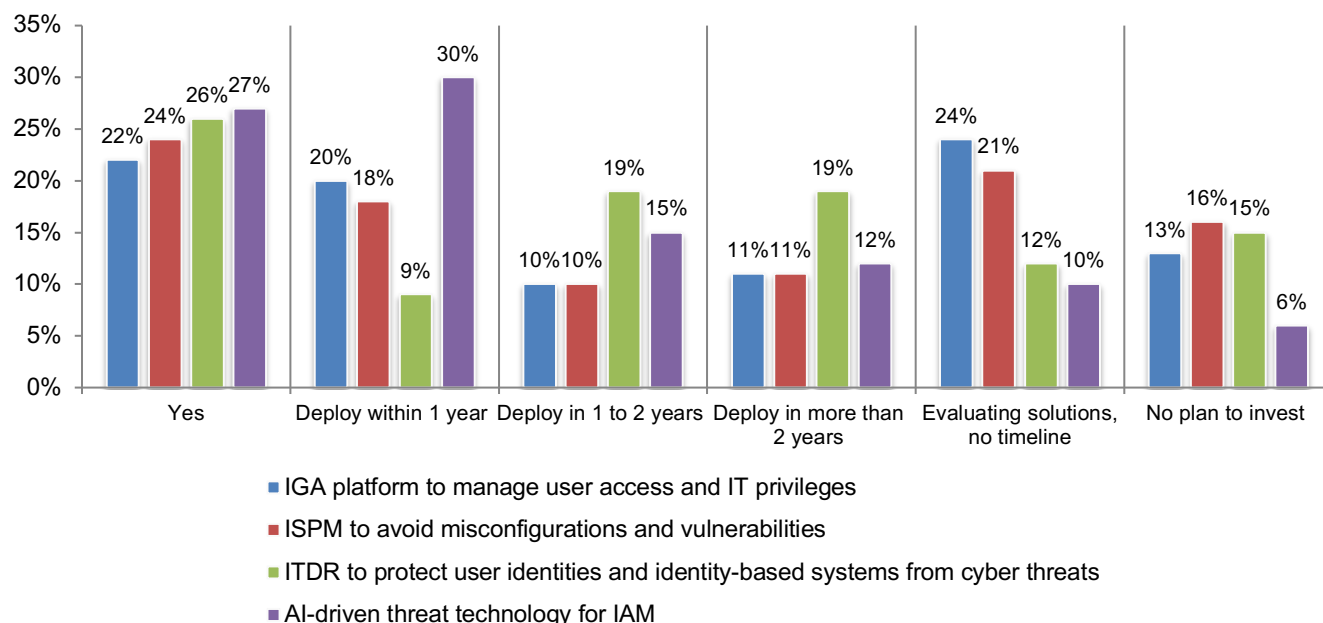 35%
30%
25%
20%
15%
10%
5%
0%
22%
24%
26%
27%
20%
18%
9%
30%
10%
10%
19%
15%
11%
11%
19%
12%
24%
21%
12%
10%
13%
16%
15%
6%
Yes
Deploy within 1 year
Deploy in 1 to 2 years
Deploy in more than
2 years
Evaluating solutions,
no timeline
No plan to invest
IGA platform to manage user access and IT privileges
ISPM to avoid misconfigurations and vulnerabilities
ITDR to protect user identities and identity-based systems from cyber threats
AI-driven threat technology for IAM